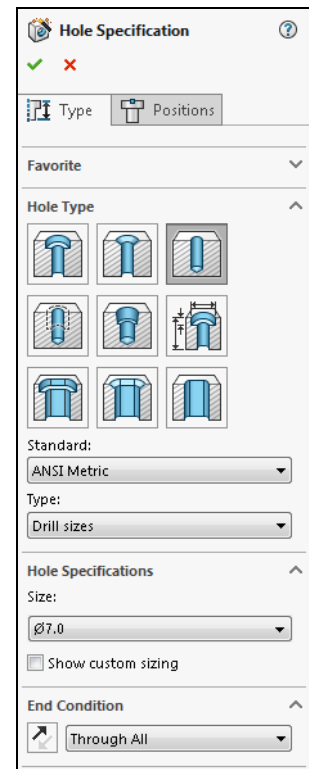 Hole Specification
Type
Positions
Favorite
Hole Type
Standard:
ANSI Metric
Type:
Drill sizes
Hole Specifications
Size:
Ø7.0
Show custom sizing
End Condition
Through All